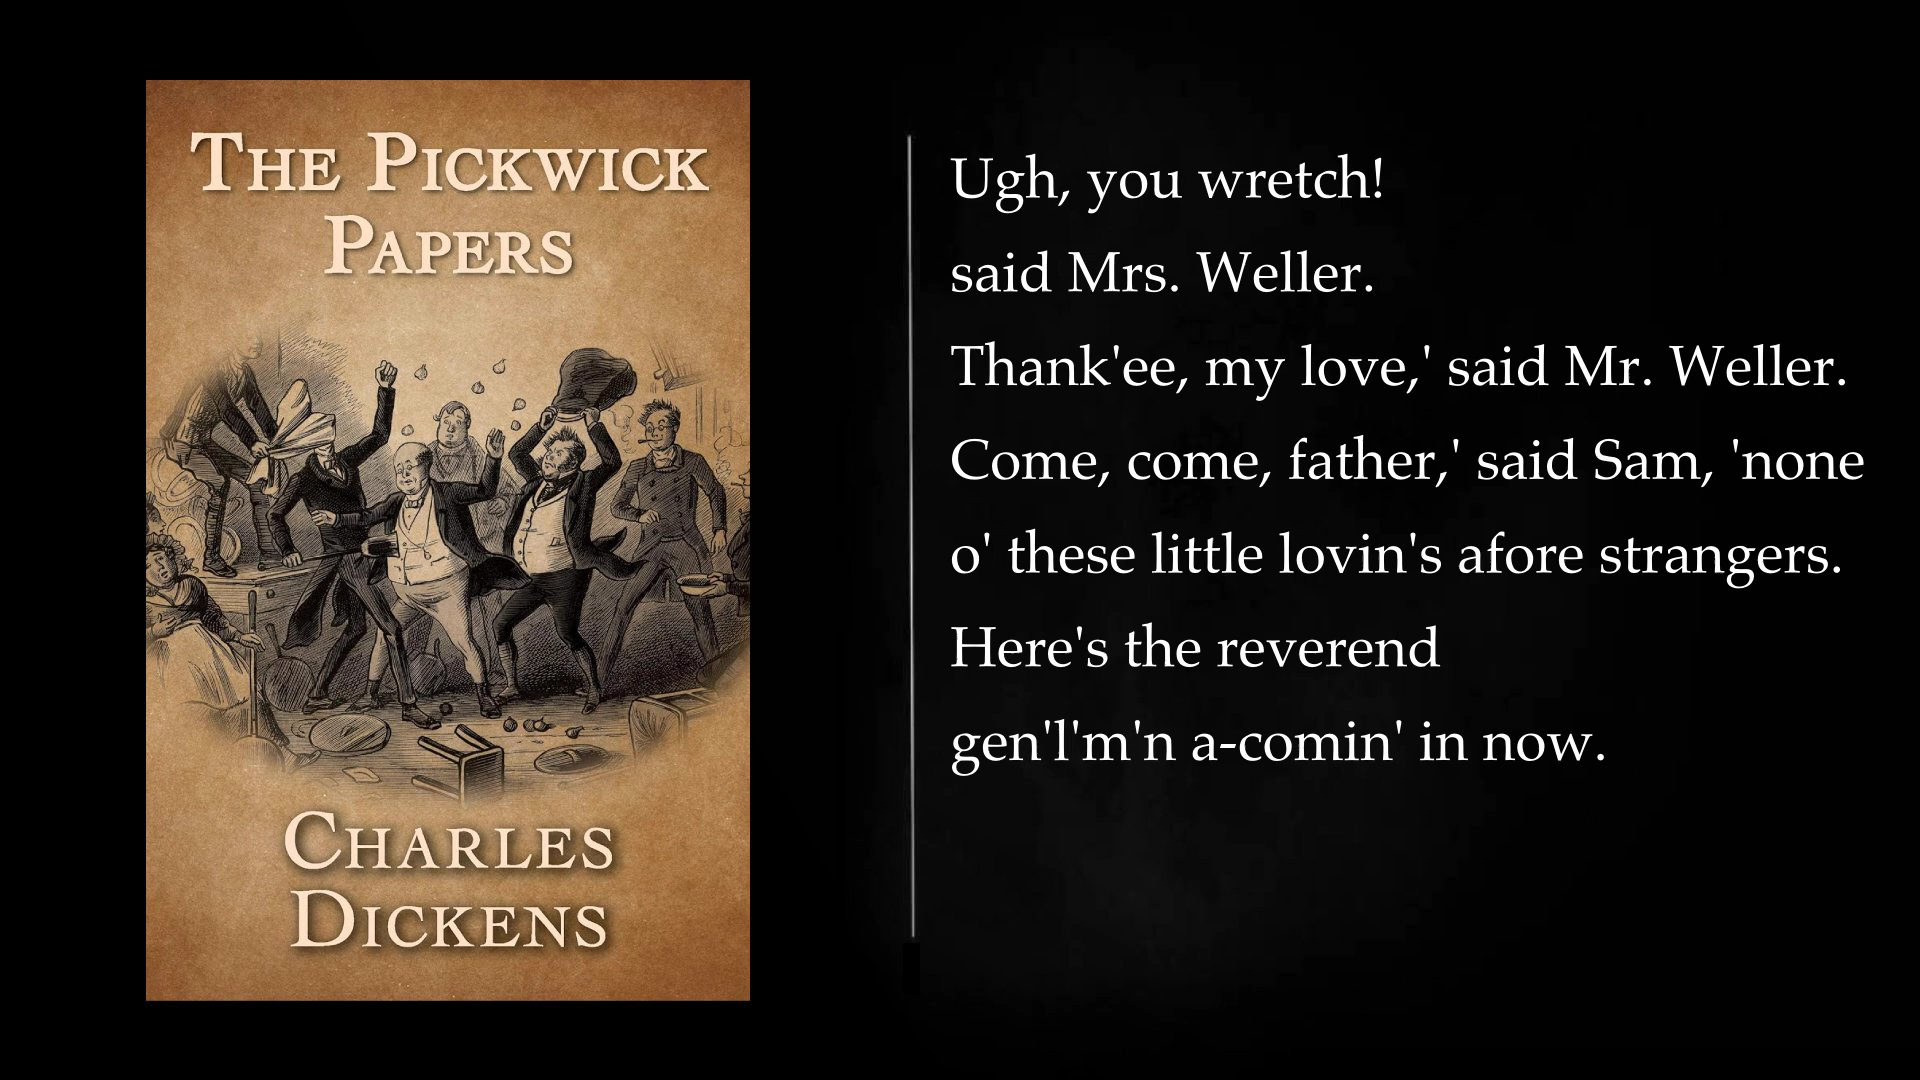 THE PICKWICK
PAPERS
CHARLES
DICKENS
Ugh, you wretch!
said Mrs. Weller.
Thank'ee, my love,' said Mr. Weller.
Come, come, father,' said Sam, 'none
o' these little lovin's afore strangers.
Here's the reverend
gen'l'm'n a-comin' in now.